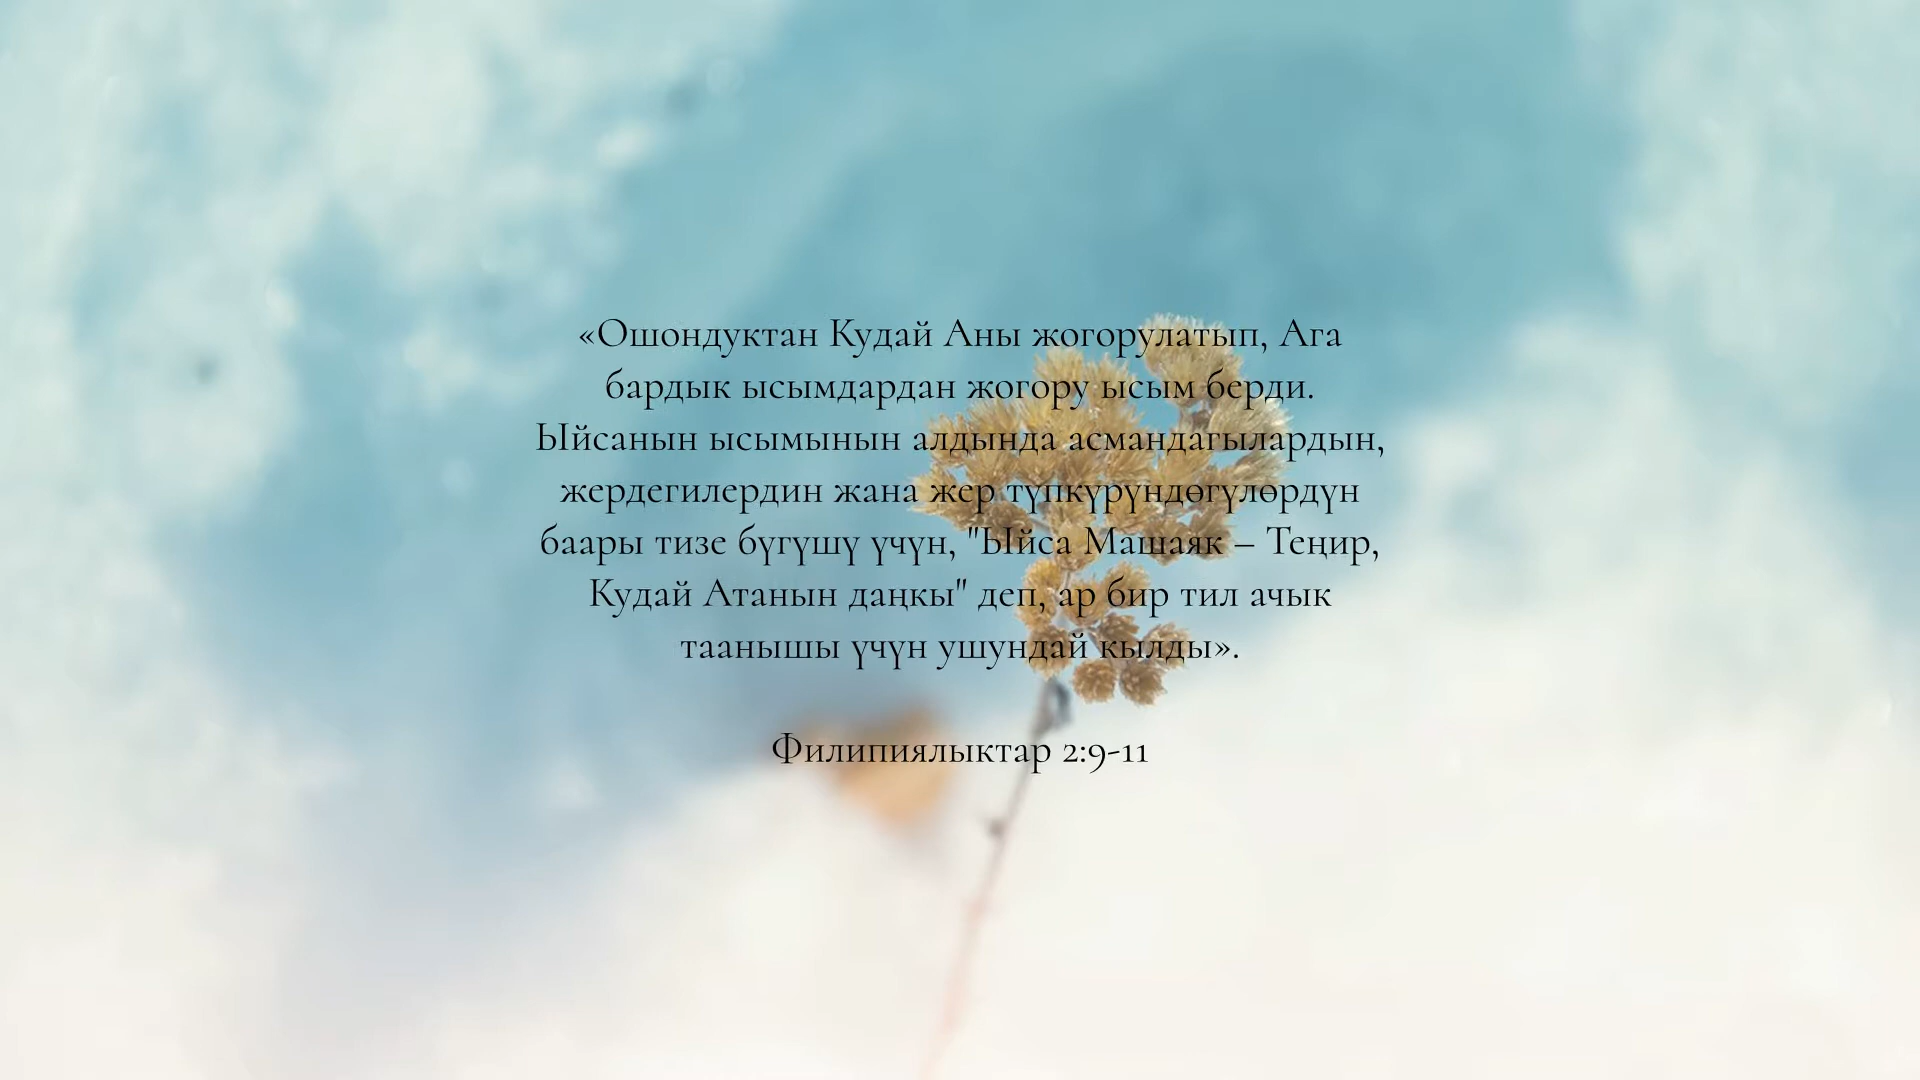 «Ошондуктан Кудай Аны жогорулатып, Ага
бардык ысымдардан жогору ысым берди.
Ыйсанын ысымынын алдында асмандагылардын,
жердегилердин жана жер түпкүрүндөгүлөрдүн
баары тизе бүгүшү үчүн, "Ыйса Машаяк – Теңир,
Кудай Атанын даңкы" деп, ар бир тил ачык
таанышы үчүн ушундай кылды».
Филипиялыктар 2:9-11